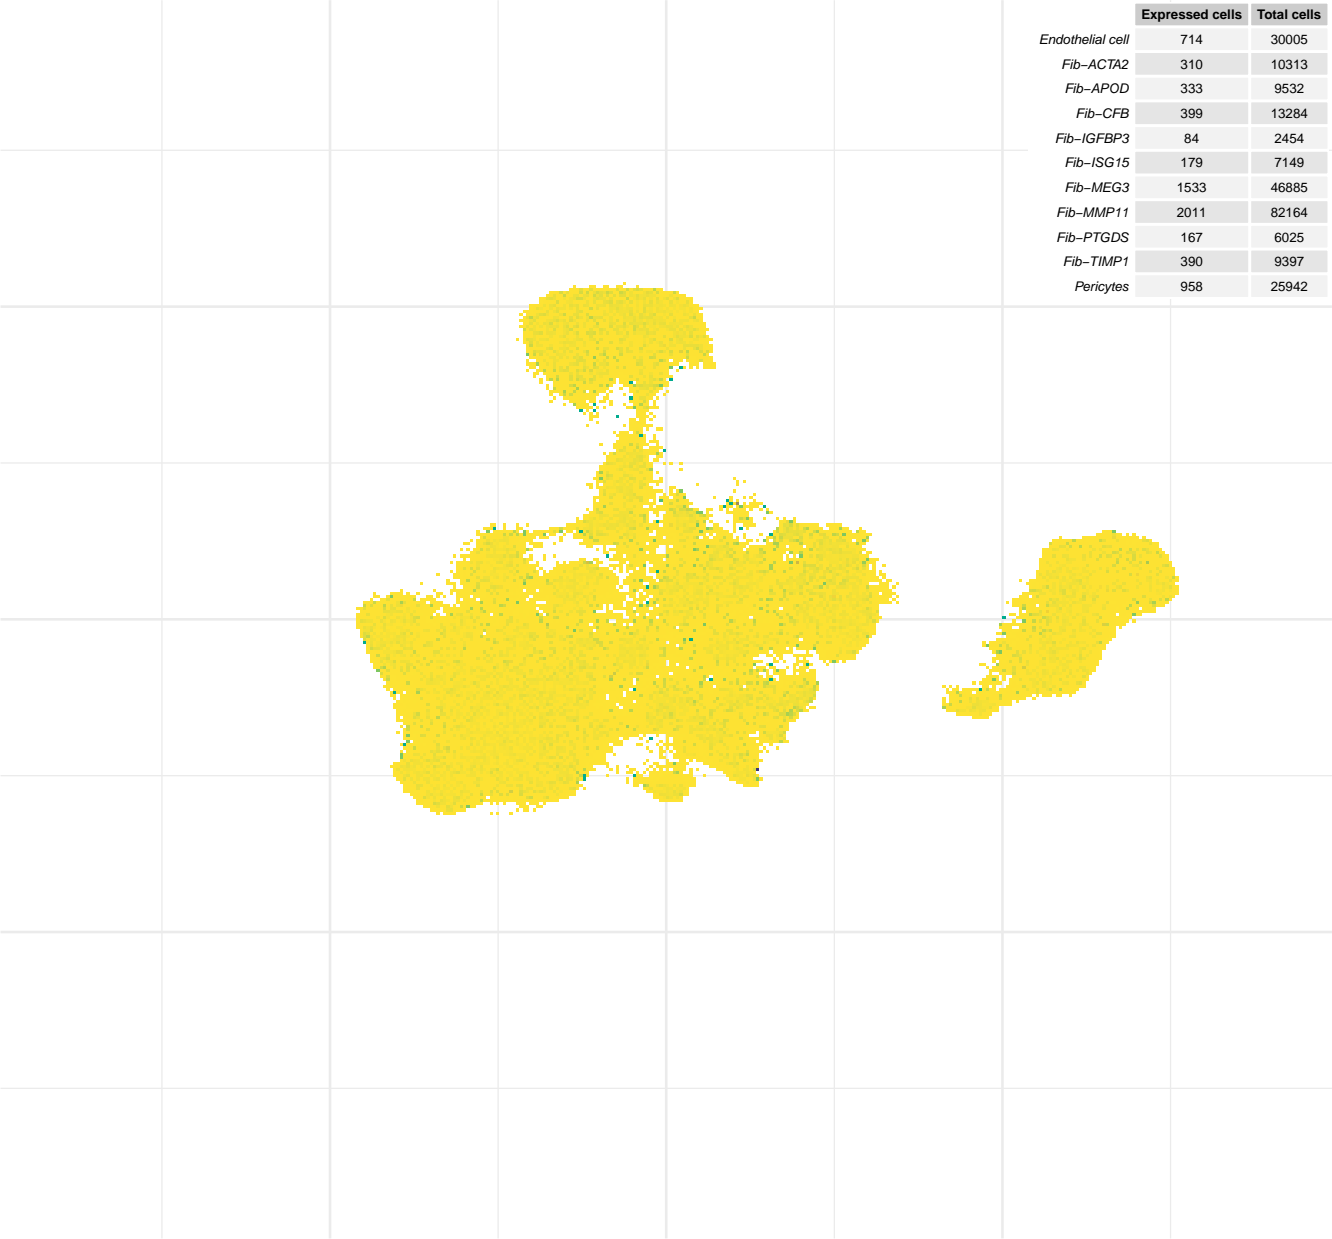 Expressed cells Total cells
Endothelial cell 714 30005
Fib−ACTA2 310 10313
Fib−APOD 333 9532
Fib−CFB 399 13284
Fib−IGFBP3 84 2454
Fib−ISG15 179 7149
Fib−MEG3 1533 46885
Fib−MMP11 2011 82164
Fib−PTGDS 167 6025
Fib−TIMP1 390 9397
Pericytes 958 25942